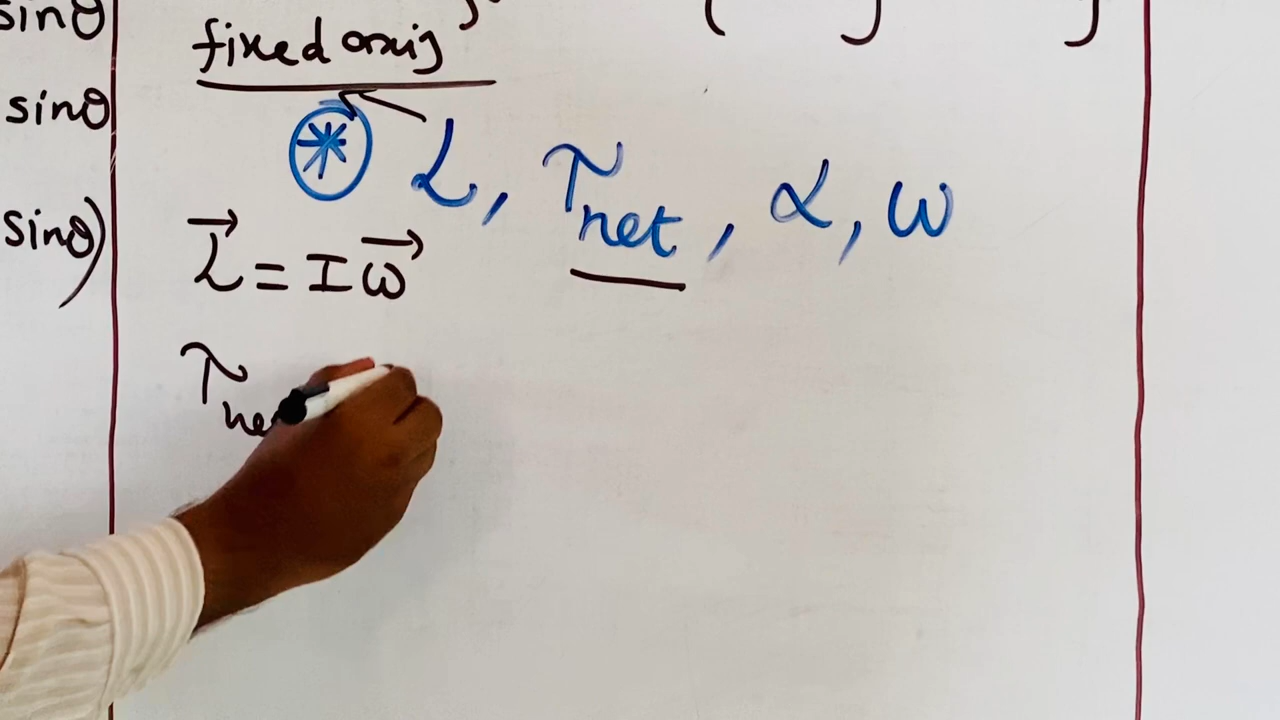 sinθ
sinθ
sinθ)
fixed axis
* L, τnet, α, ω
L⃗ = Iω⃗
τne